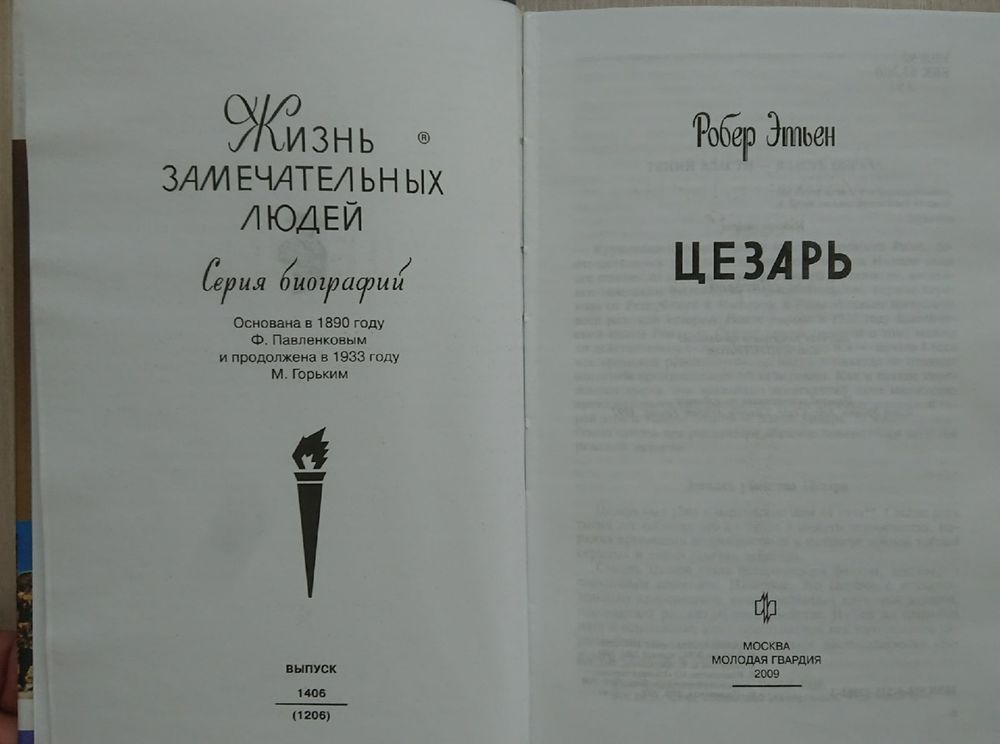 Жизнь ®
ЗАМЕЧАТЕЛЬНЫХ
ЛЮДЕЙ
Серия биографий
Основана в 1890 году
Ф. Павленковым
и продолжена в 1933 году
М. Горьким
ВЫПУСК
1406
(1206)
Робер Этьен
ЦЕЗАРЬ
МОСКВА
МОЛОДАЯ ГВАРДИЯ
2009